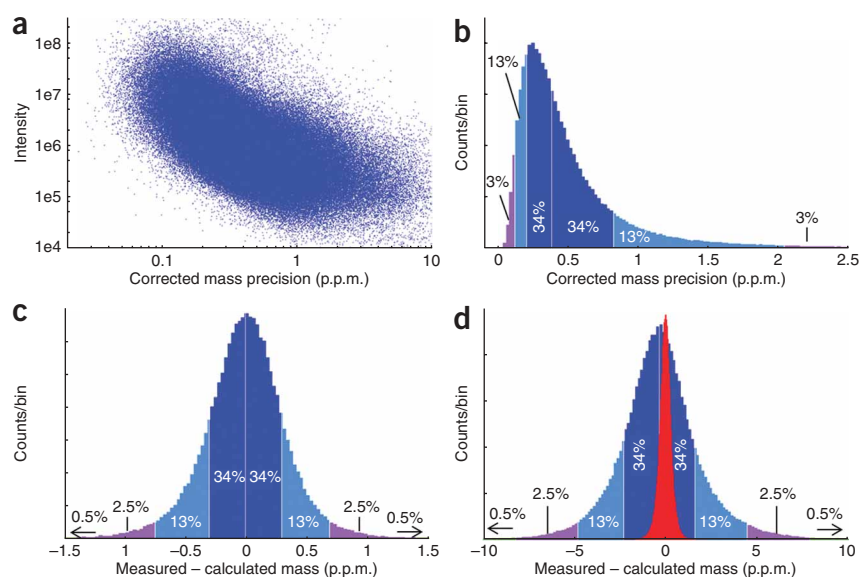 a
1e8
1e7
1e6
1e5
1e4
Intensity
0.1
1
10
Corrected mass precision (p.p.m.)
b
Counts/bin
13%
3%
34%
34%
13%
3%
0
0.5
1
1.5
2
2.5
Corrected mass precision (p.p.m.)
c
Counts/bin
0.5%
2.5%
13%
34%
34%
13%
2.5%
0.5%
–1.5
1
–0.5
0
0.5
1
1.5
Measured – calculated mass (p.p.m.)
d
Counts/bin
0.5%
2.5%
13%
34%
34%
13%
2.5%
0.5%
–10
–5
0
5
10
Measured – calculated mass (p.p.m.)